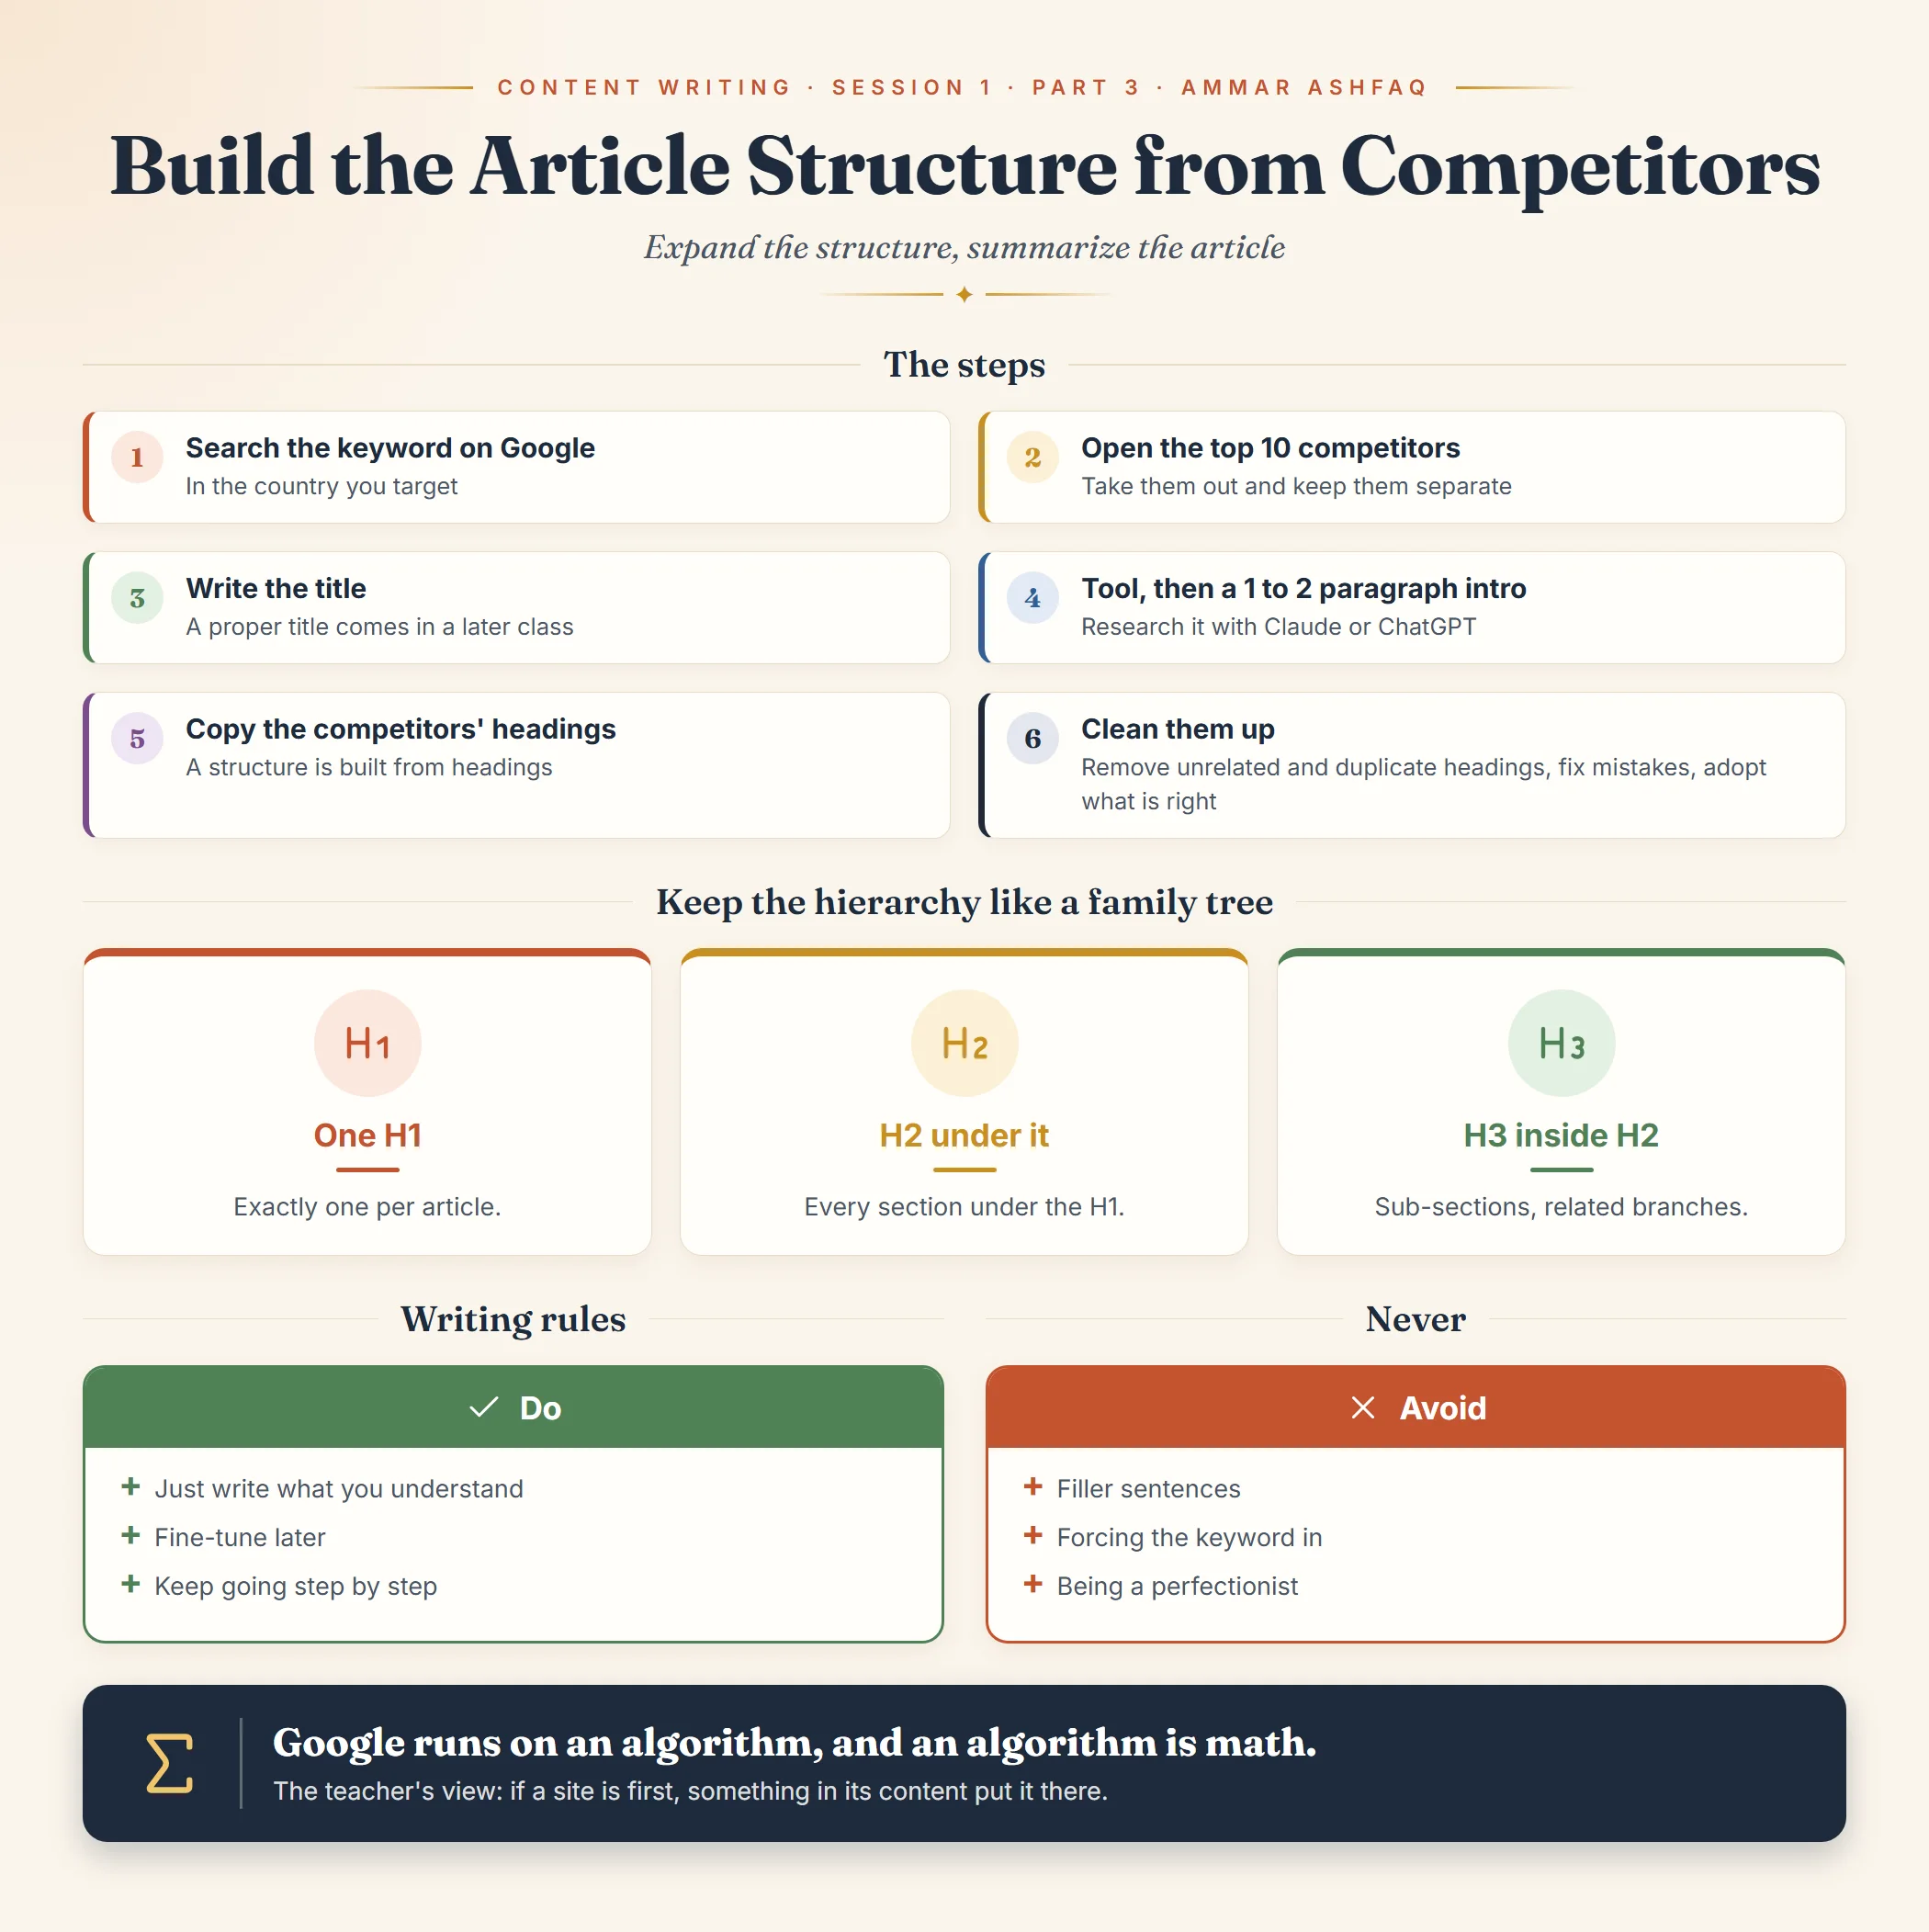 CONTENT WRITING · SESSION 1 · PART 3 · AMMAR ASHFAQ
Build the Article Structure from Competitors
Expand the structure, summarize the article
The steps
1
Search the keyword on Google
In the country you target
2
Open the top 10 competitors
Take them out and keep them separate
3
Write the title
A proper title comes in a later class
4
Tool, then a 1 to 2 paragraph intro
Research it with Claude or ChatGPT
5
Copy the competitors' headings
A structure is built from headings
6
Clean them up
Remove unrelated and duplicate headings, fix mistakes, adopt
what is right
Keep the hierarchy like a family tree
H1
One H1
Exactly one per article.
H2
H2 under it
Every section under the H1.
H3
H3 inside H2
Sub-sections, related branches.
Writing rules
Do
Just write what you understand
Fine-tune later
Keep going step by step
Never
Avoid
Filler sentences
Forcing the keyword in
Being a perfectionist
Σ
Google runs on an algorithm, and an algorithm is math.
The teacher's view: if a site is first, something in its content put it there.